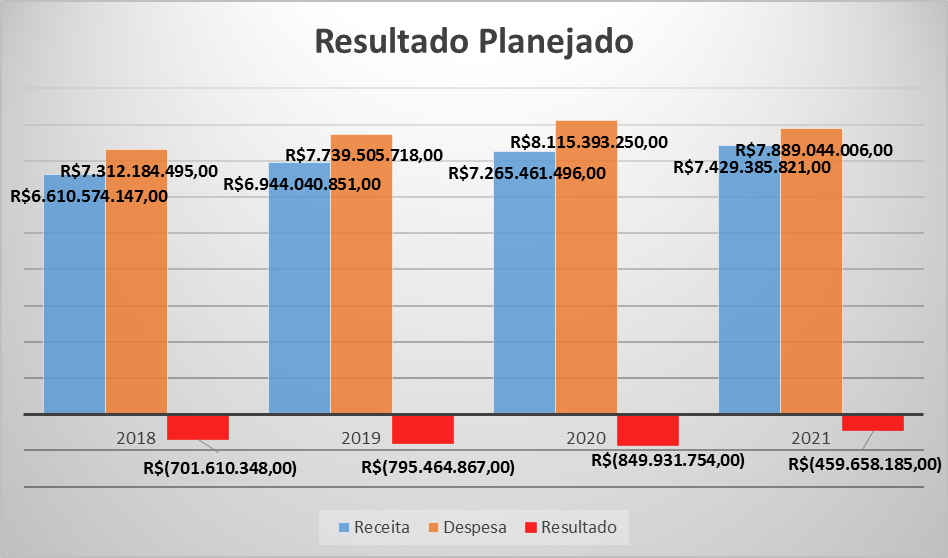 Resultado Planejado
R$8.115.393.250,00
R$7.739.505.718,00
R$7.889.044.006,00
R$7.312.184.495,00
R$7.265.461.496,00
R$7.429.385.821,00
R$6.944.040.851,00
R$6.610.574.147,00
2018 2019 2020 2021
R$(701.610.348,00) R$(795.464.867,00) R$(849.931.754,00) R$(459.658.185,00)
Receita Despesa Resultado